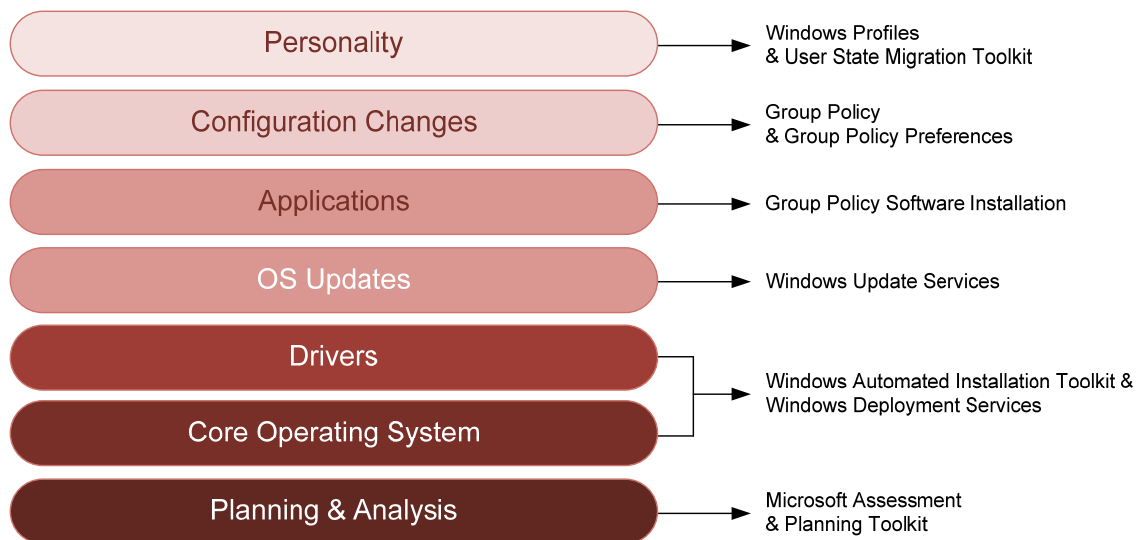 Personality
Windows Profiles
& User State Migration Toolkit
Configuration Changes
Group Policy
& Group Policy Preferences
Applications
Group Policy Software Installation
OS Updates
Windows Update Services
Drivers
Windows Automated Installation Toolkit &
Windows Deployment Services
Core Operating System
Planning & Analysis
Microsoft Assessment
& Planning Toolkit